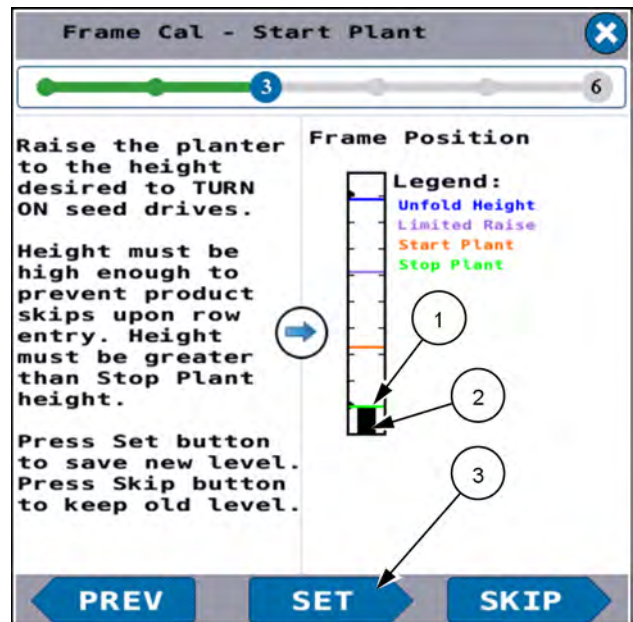 Frame Cal - Start Plant
3
6
Raise the planter
to the height
desired to TURN
ON seed drives.
Height must be
high enough to
prevent product
skips upon row
entry. Height
must be greater
than Stop Plant
height.
Press Set button
to save new level.
Press Skip button
to keep old level.
Frame Position
Legend:
Unfold Height
Limited Raise
Start Plant
Stop Plant
1
2
3
PREV
SET
SKIP